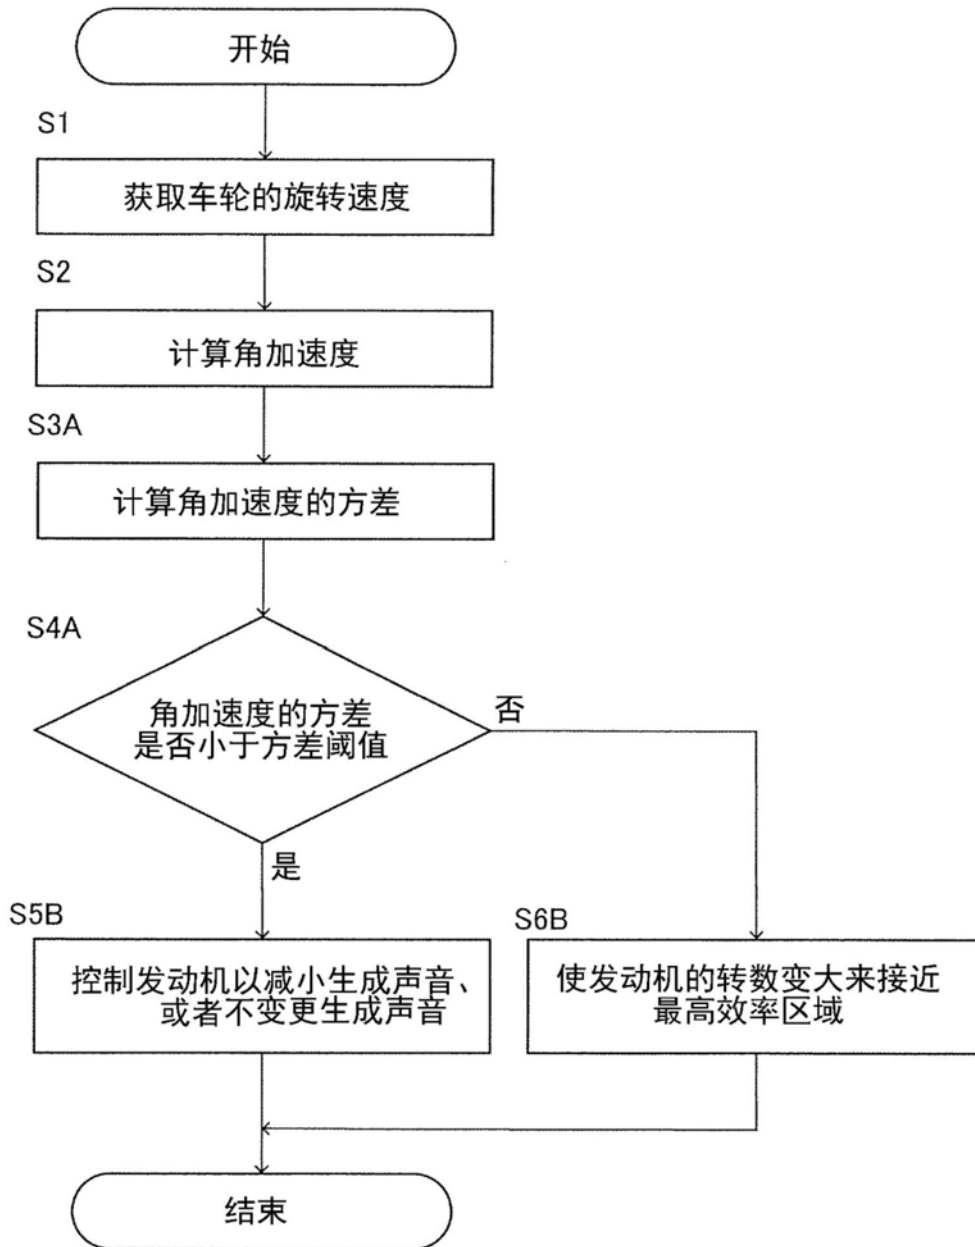 开始
S1
获取车轮的旋转速度
S2
计算角加速度
S3A
计算角加速度的方差
S4A
角加速度的方差
是否小于方差阈值
否
是
S5B
控制发动机以减小生成声音、
或者不变更生成声音
S6B
使发动机的转数变大来接近
最高效率区域
结束